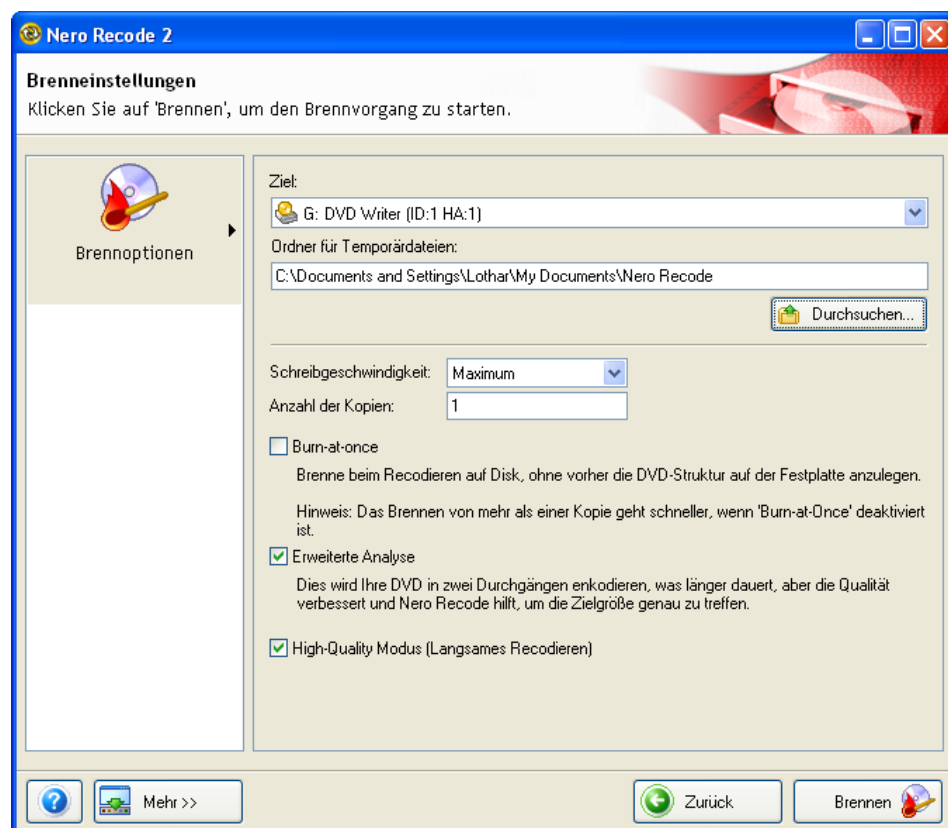 Nero Recode 2
Brenneinstellungen
Klicken Sie auf 'Brennen', um den Brennvorgang zu starten.
Brennoptionen
Ziel:
G: DVD Writer (ID:1 HA:1)
Ordner für Temporärdateien:
C:\Documents and Settings\Lothar\My Documents\Nero Recode
Durchsuchen...
Schreibgeschwindigkeit: Maximum
Anzahl der Kopien: 1
Burn-at-once
Brenne beim Recodieren auf Disk, ohne vorher die DVD-Struktur auf der Festplatte anzulegen.
Hinweis: Das Brennen von mehr als einer Kopie geht schneller, wenn 'Burn-at-Once' deaktiviert
ist.
Erweiterte Analyse
Dies wird Ihre DVD in zwei Durchgängen enkodieren, was länger dauert, aber die Qualität
verbessert und Nero Recode hilft, um die Zielgröße genau zu treffen.
High-Quality Modus (Langsames Recodieren)
Mehr >>
Zurück
Brennen